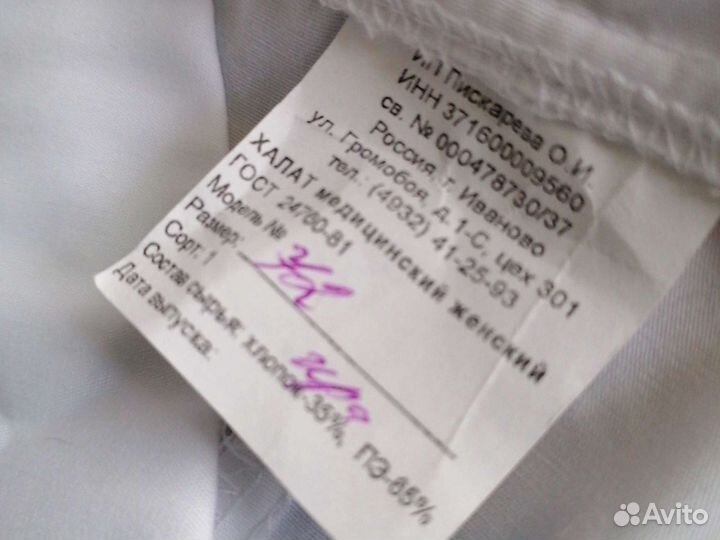 ИП Пискарева О.И.
ИНН 371600009560
св. № 000478730/37
Россия, г. Иваново
ул. Громобоя, д. 1-С, цех 301
тел.: (4932) 41-25-93
ХАЛАТ медицинский женский
ГОСТ 24760-81
Модель №
Размер:
Сорт: 1
Состав сырья: хлопок-35%, ПЭ-65%
Дата выпуска:
Avito